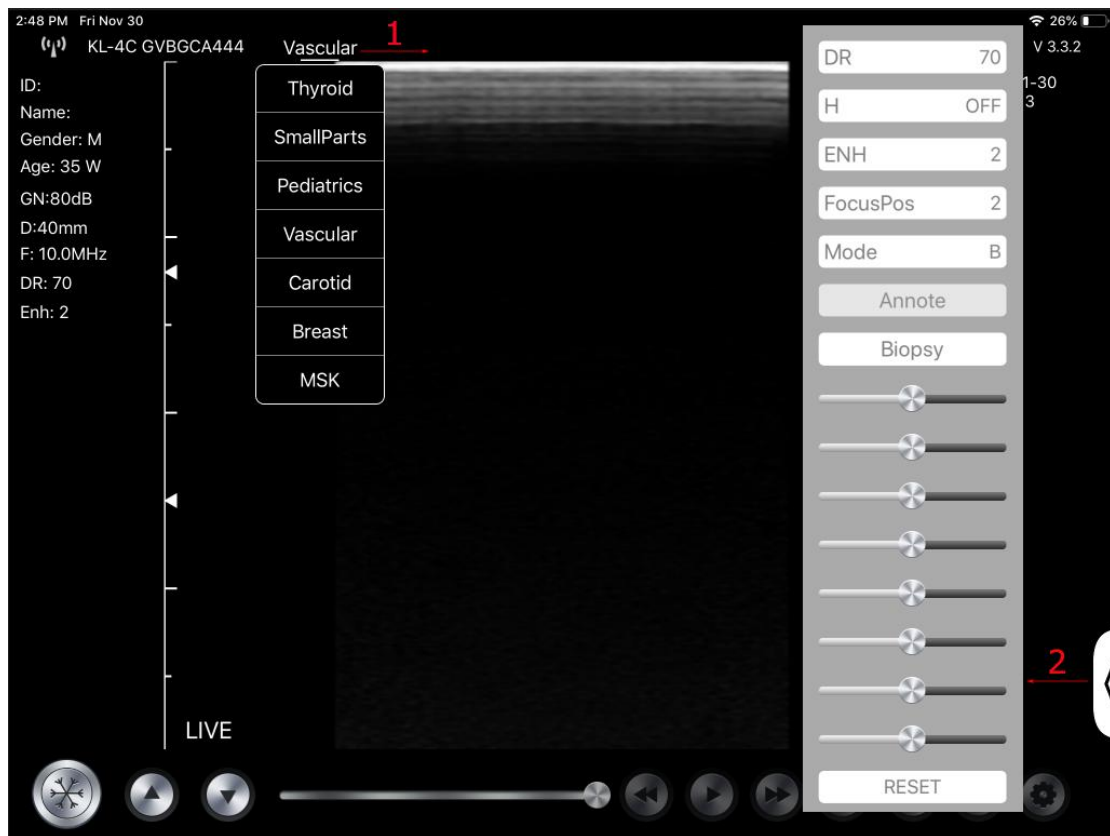 2:48 PM Fri Nov 30
26%
KL-4C GVBGCA444
Vascular
1
V 3.3.2
ID:
Name:
Gender: M
Age: 35 W
GN:80dB
D:40mm
F: 10.0MHz
DR: 70
Enh: 2
Thyroid
SmallParts
Pediatrics
Vascular
Carotid
Breast
MSK
DR 70
H OFF
ENH 2
FocusPos 2
Mode B
Annote
Biopsy
RESET
1-30
3
2
LIVE